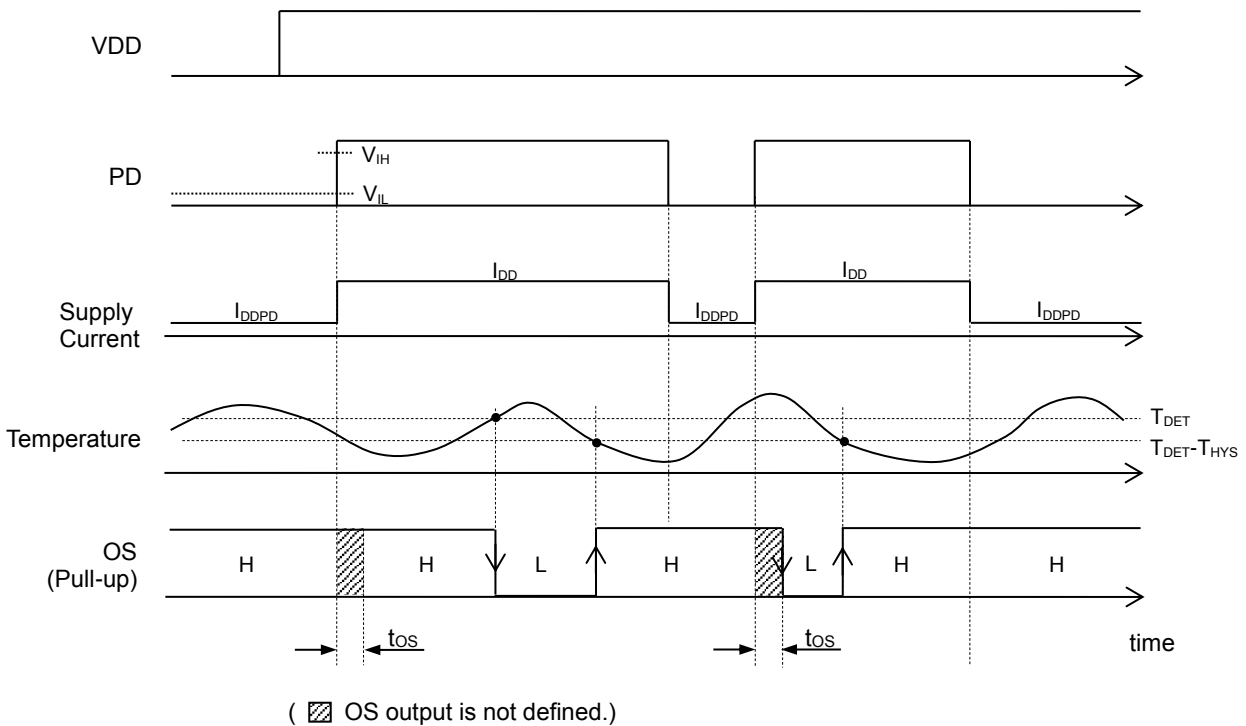 VDD
PD
VIH
VIL
Supply
Current
IDDPD
IDD
IDDPD
IDD
IDDPD
Temperature
TDET
TDET-THYS
OS
(Pull-up)
H
H
L
H
L
H
H
tOS
tOS
time
( OS output is not defined.)